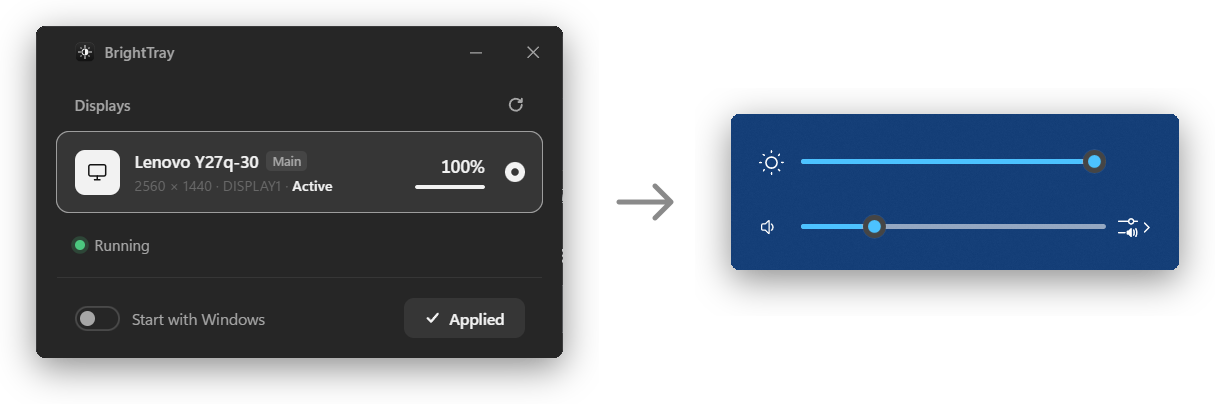 BrightTray
Displays
Lenovo Y27q-30 Main
100%
2560 × 1440 · DISPLAY1 · Active
Running
Start with Windows
Applied